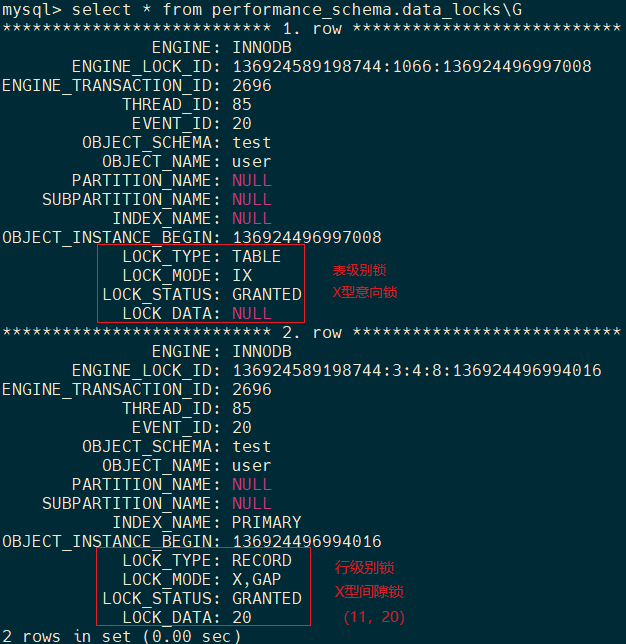 mysql> select * from performance_schema.data_locks\G
*************************** 1. row ***************************
ENGINE: INNODB
ENGINE_LOCK_ID: 136924589198744:1066:136924496997008
ENGINE_TRANSACTION_ID: 2696
THREAD_ID: 85
EVENT_ID: 20
OBJECT_SCHEMA: test
OBJECT_NAME: user
PARTITION_NAME: NULL
SUBPARTITION_NAME: NULL
INDEX_NAME: NULL
OBJECT_INSTANCE_BEGIN: 136924496997008
LOCK_TYPE: TABLE 表级别锁
LOCK_MODE: IX
LOCK_STATUS: GRANTED X型意向锁
LOCK_DATA: NULL
*************************** 2. row ***************************
ENGINE: INNODB
ENGINE_LOCK_ID: 136924589198744:3:4:8:136924496994016
ENGINE_TRANSACTION_ID: 2696
THREAD_ID: 85
EVENT_ID: 20
OBJECT_SCHEMA: test
OBJECT_NAME: user
PARTITION_NAME: NULL
SUBPARTITION_NAME: NULL
INDEX_NAME: PRIMARY
OBJECT_INSTANCE_BEGIN: 136924496994016
LOCK_TYPE: RECORD 行级别锁
LOCK_MODE: X,GAP
LOCK_STATUS: GRANTED X型间隙锁
LOCK_DATA: 20 (11，20)
2 rows in set (0.00 sec)